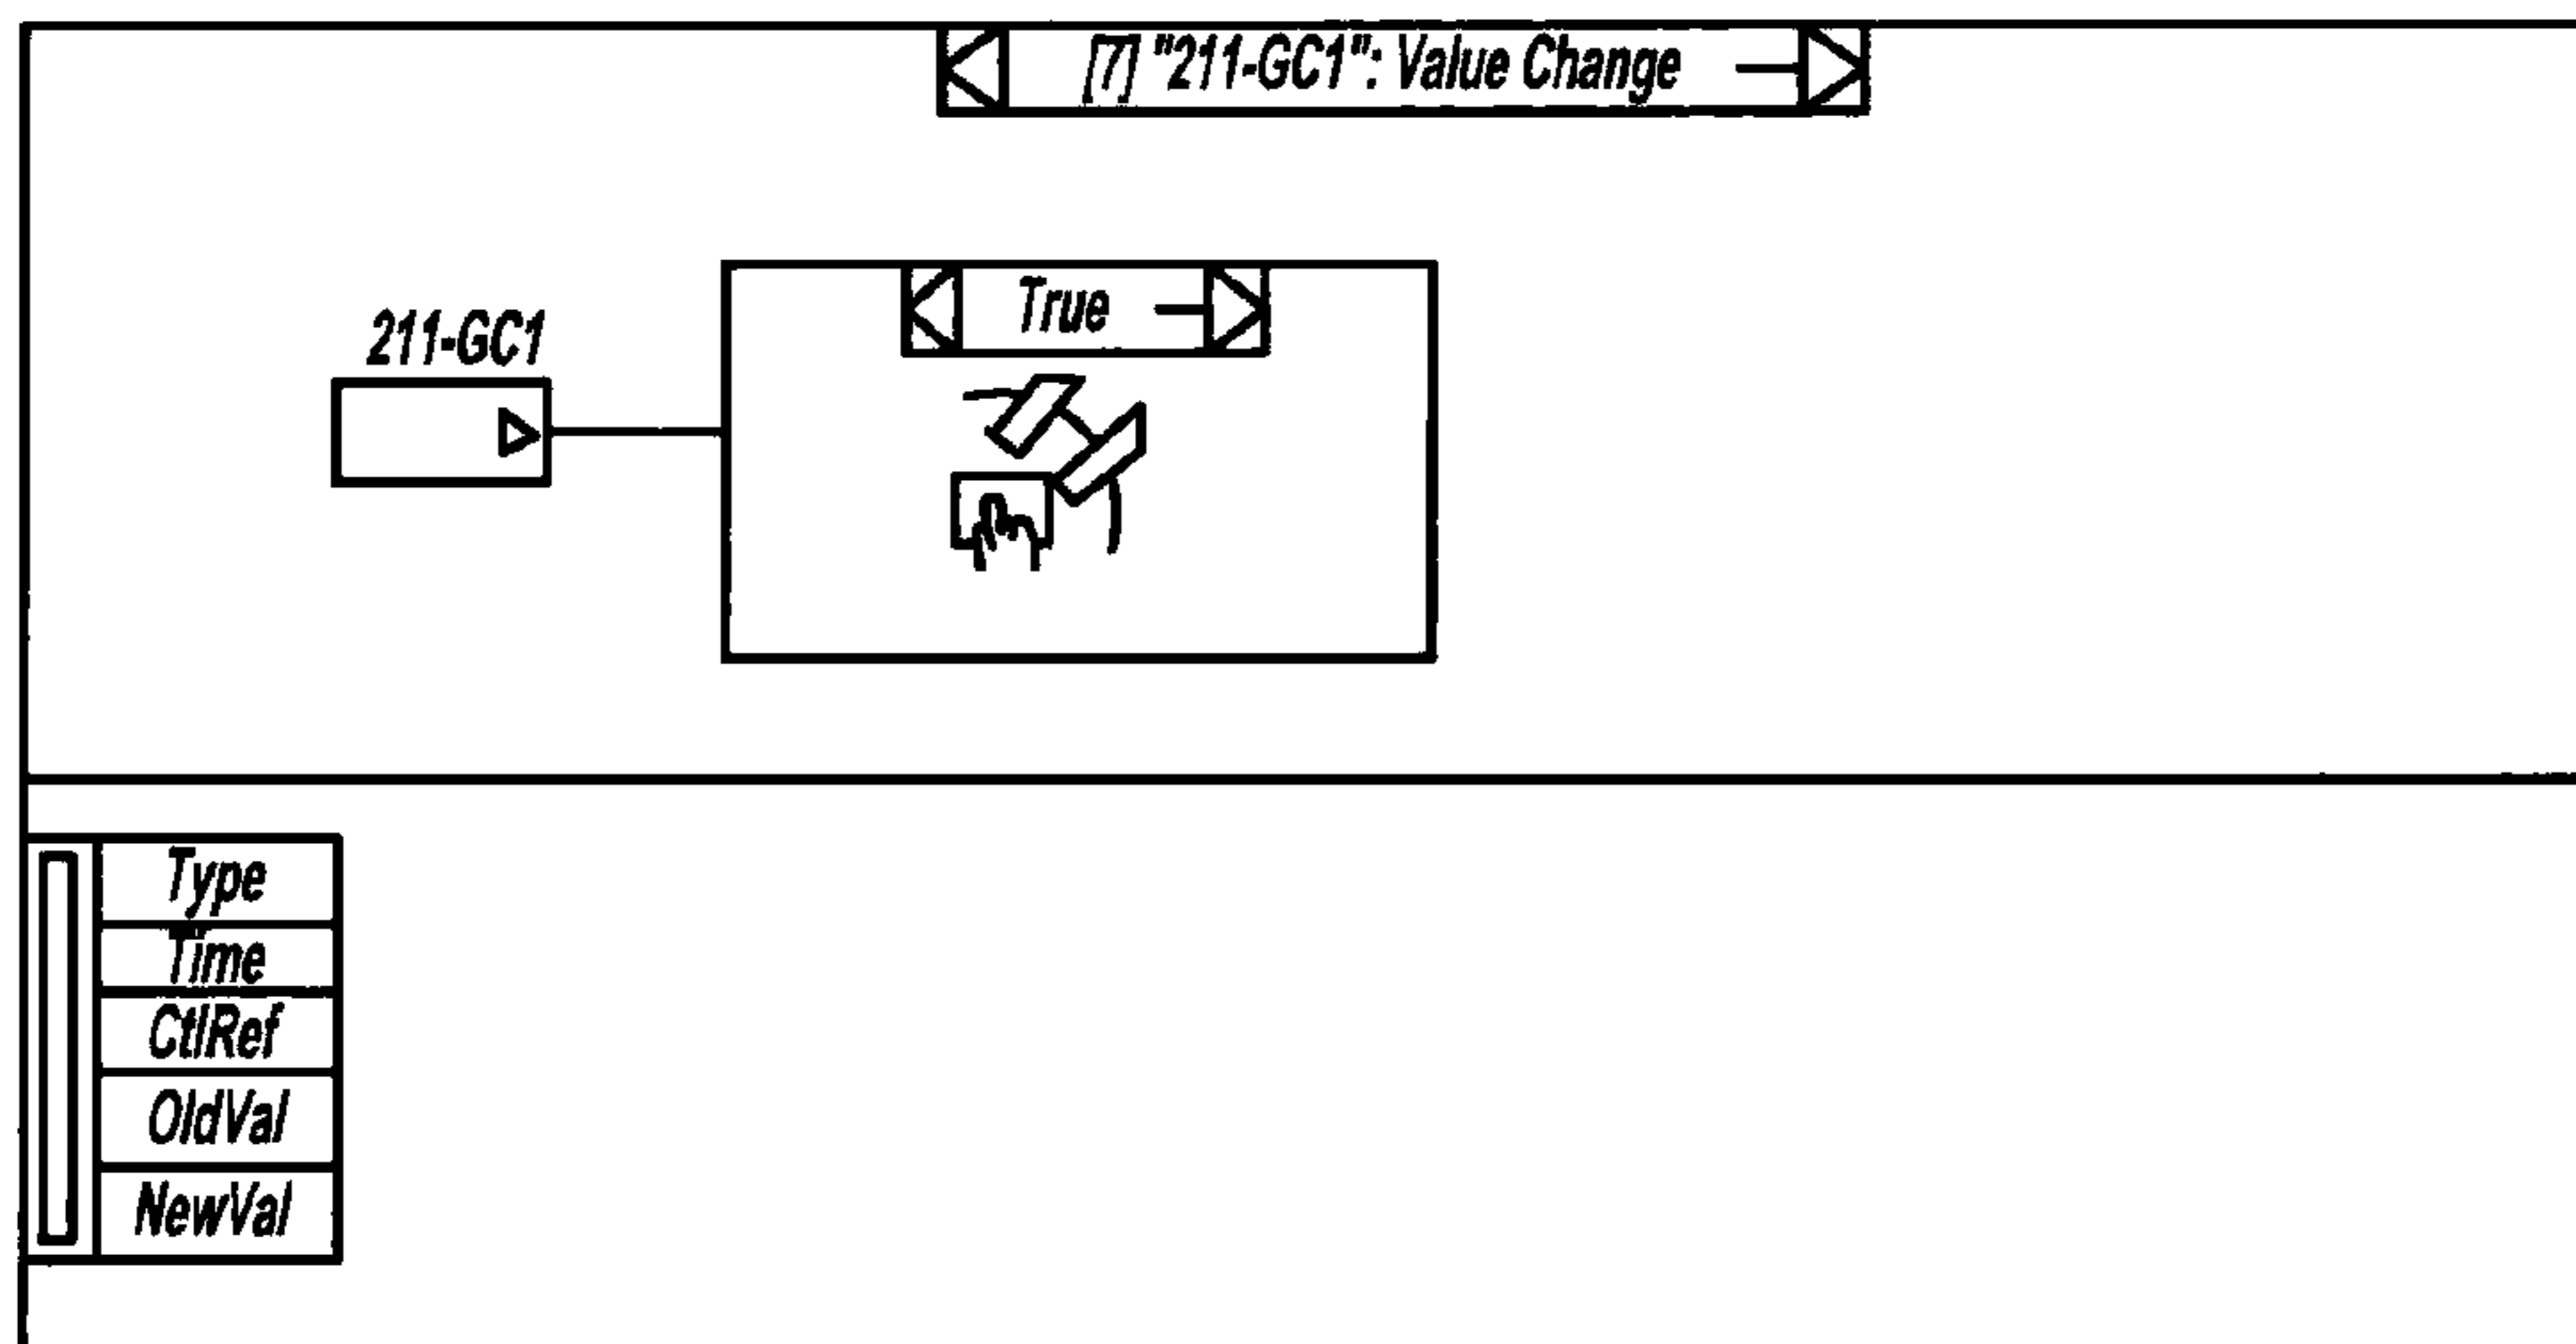 [7] "211-GC1": Value Change
True
211-GC1
Type
Time
CtlRef
OldVal
NewVal